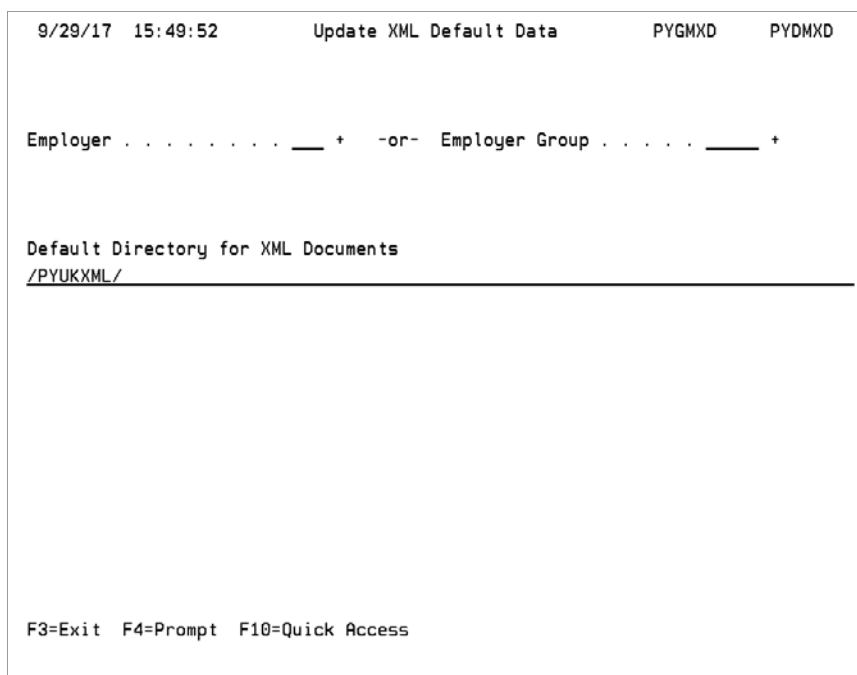 9/29/17 15:49:52 Update XML Default Data PYGMXD PYDMXD
Employer . . . . . . . . ___ + -or- Employer Group . . . . . _____ +
Default Directory for XML Documents
/PYUKXML/
F3=Exit F4=Prompt F10=Quick Access